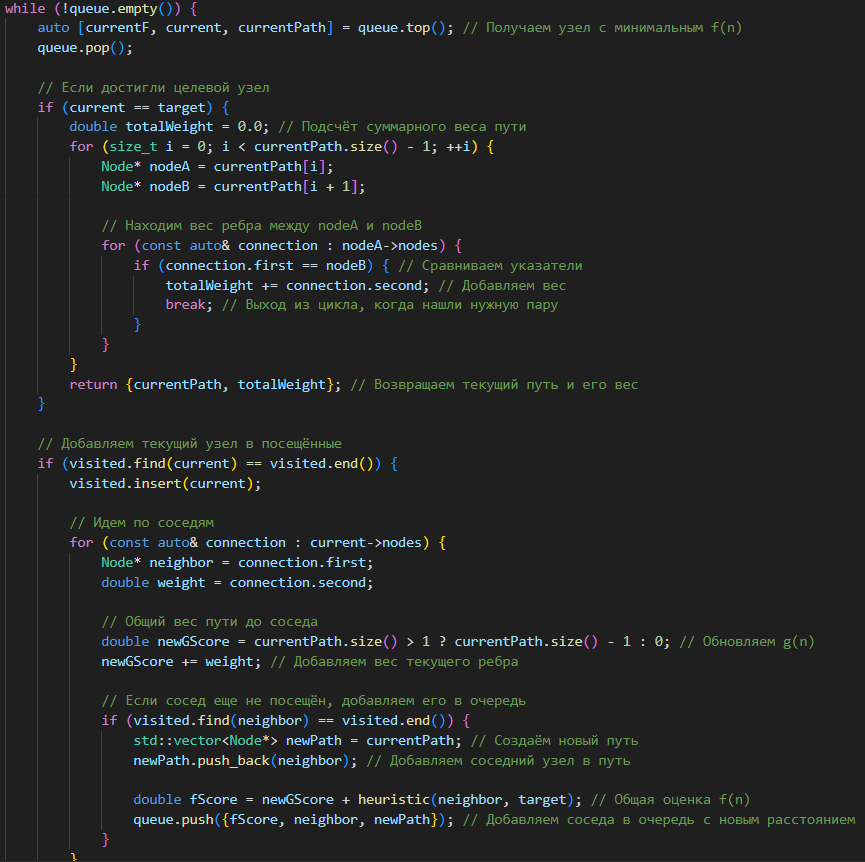 while (!queue.empty()) {
    auto [currentF, current, currentPath] = queue.top(); // Получаем узел с минимальным f(n)
    queue.pop();

    // Если достигли целевой узел
    if (current == target) {
        double totalWeight = 0.0; // Подсчёт суммарного веса пути
        for (size_t i = 0; i < currentPath.size() - 1; ++i) {
            Node* nodeA = currentPath[i];
            Node* nodeB = currentPath[i + 1];

            // Находим вес ребра между nodeA и nodeB
            for (const auto& connection : nodeA->nodes) {
                if (connection.first == nodeB) { // Сравниваем указатели
                    totalWeight += connection.second; // Добавляем вес
                    break; // Выход из цикла, когда нашли нужную пару
                }
            }
        }
        return {currentPath, totalWeight}; // Возвращаем текущий путь и его вес
    }

    // Добавляем текущий узел в посещённые
    if (visited.find(current) == visited.end()) {
        visited.insert(current);

        // Идем по соседям
        for (const auto& connection : current->nodes) {
            Node* neighbor = connection.first;
            double weight = connection.second;

            // Общий вес пути до соседа
            double newGScore = currentPath.size() > 1 ? currentPath.size() - 1 : 0; // Обновляем g(n)
            newGScore += weight; // Добавляем вес текущего ребра

            // Если сосед еще не посещён, добавляем его в очередь
            if (visited.find(neighbor) == visited.end()) {
                std::vector<Node*> newPath = currentPath; // Создаём новый путь
                newPath.push_back(neighbor); // Добавляем соседний узел в путь

                double fScore = newGScore + heuristic(neighbor, target); // Общая оценка f(n)
                queue.push({fScore, neighbor, newPath}); // Добавляем соседа в очередь с новым расстоянием
            }
        }